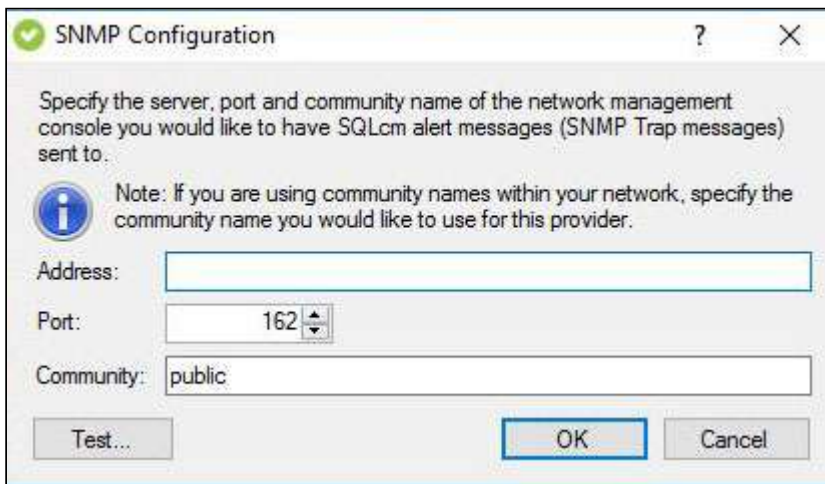 SNMP Configuration
Specify the server, port and community name of the network management
console you would like to have SQLcm alert messages (SNMP Trap messages)
sent to.
Note: If you are using community names within your network, specify the
community name you would like to use for this provider.
Address:
Port: 162
Community: public
Test... OK Cancel